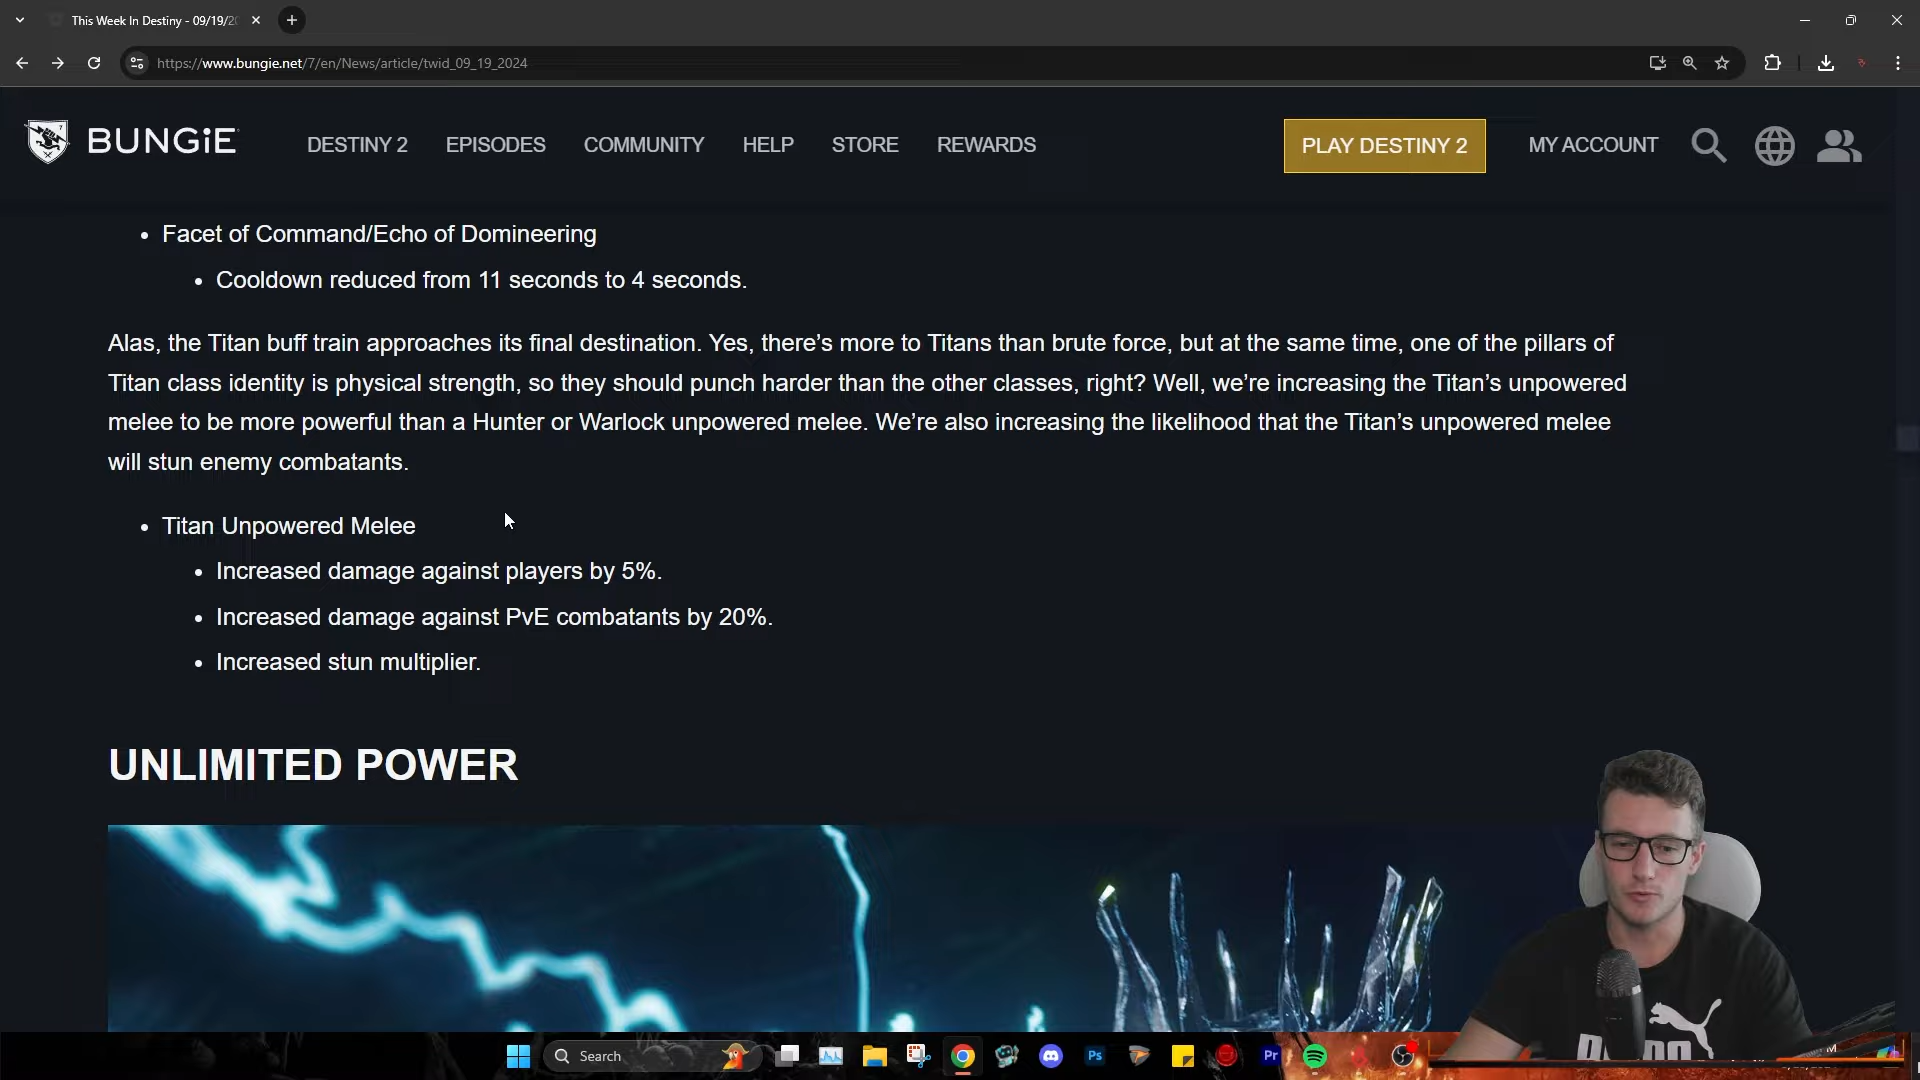 This Week In Destiny - 09/19/2
https://www.bungie.net/7/en/News/article/twid_09_19_2024
BUNGiE
DESTINY 2
EPISODES
COMMUNITY
HELP
STORE
REWARDS
PLAY DESTINY 2
MY ACCOUNT
• Facet of Command/Echo of Domineering
• Cooldown reduced from 11 seconds to 4 seconds.
Alas, the Titan buff train approaches its final destination. Yes, there’s more to Titans than brute force, but at the same time, one of the pillars of
Titan class identity is physical strength, so they should punch harder than the other classes, right? Well, we’re increasing the Titan’s unpowered
melee to be more powerful than a Hunter or Warlock unpowered melee. We’re also increasing the likelihood that the Titan’s unpowered melee
will stun enemy combatants.
• Titan Unpowered Melee
• Increased damage against players by 5%.
• Increased damage against PvE combatants by 20%.
• Increased stun multiplier.
UNLIMITED POWER
Search
Ps
Pr